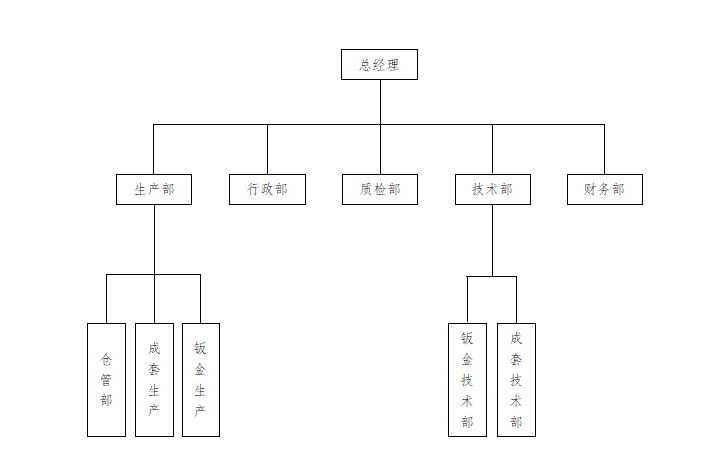 总经理
生产部
行政部
质检部
技术部
财务部
仓管部
成套生产
钣金生产
钣金技术部
成套技术部